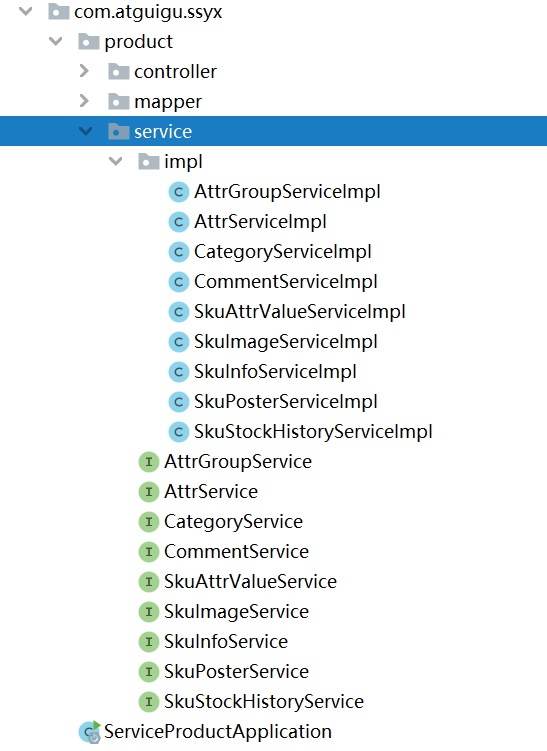 com.atguigu.ssyx
product
controller
mapper
service
impl
AttrGroupServiceImpl
AttrServiceImpl
CategoryServiceImpl
CommentServiceImpl
SkuAttrValueServiceImpl
SkuImageServiceImpl
SkuInfoServiceImpl
SkuPosterServiceImpl
SkuStockHistoryServiceImpl
AttrGroupService
AttrService
CategoryService
CommentService
SkuAttrValueService
SkuImageService
SkuInfoService
SkuPosterService
SkuStockHistoryService
ServiceProductApplication